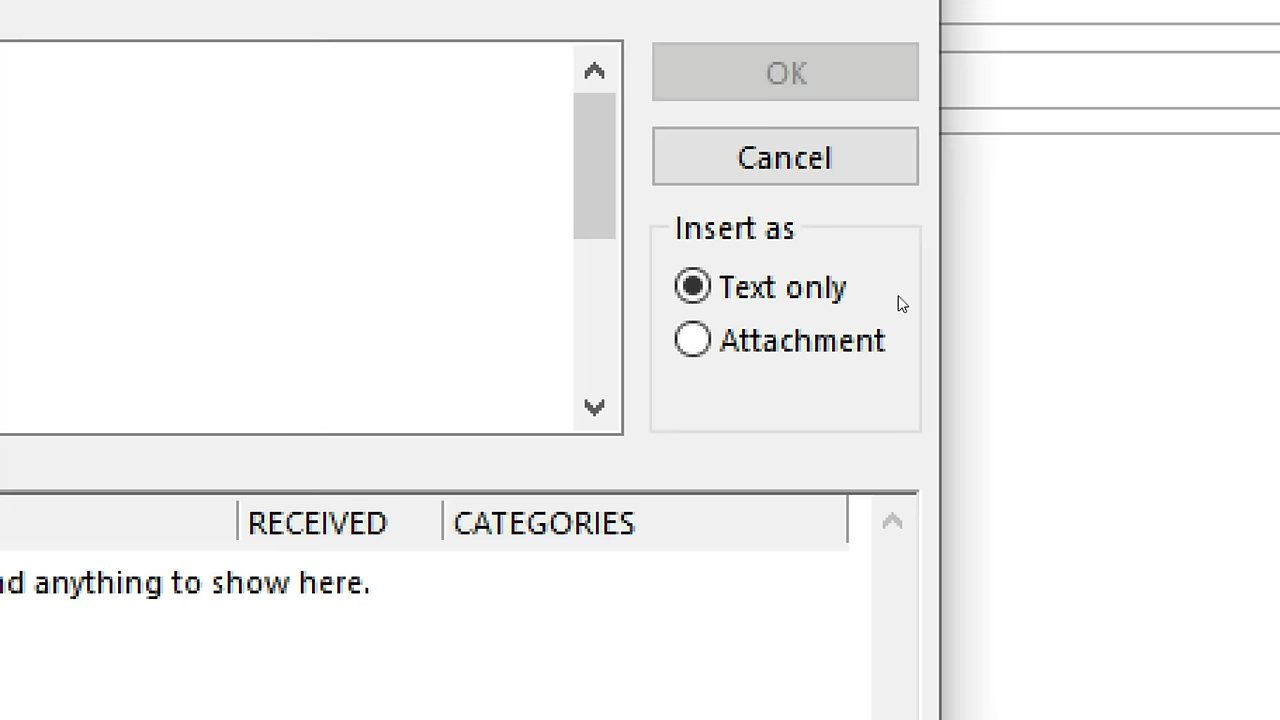 OK
Cancel
Insert as
Text only
Attachment
RECEIVED
CATEGORIES
anything to show here.